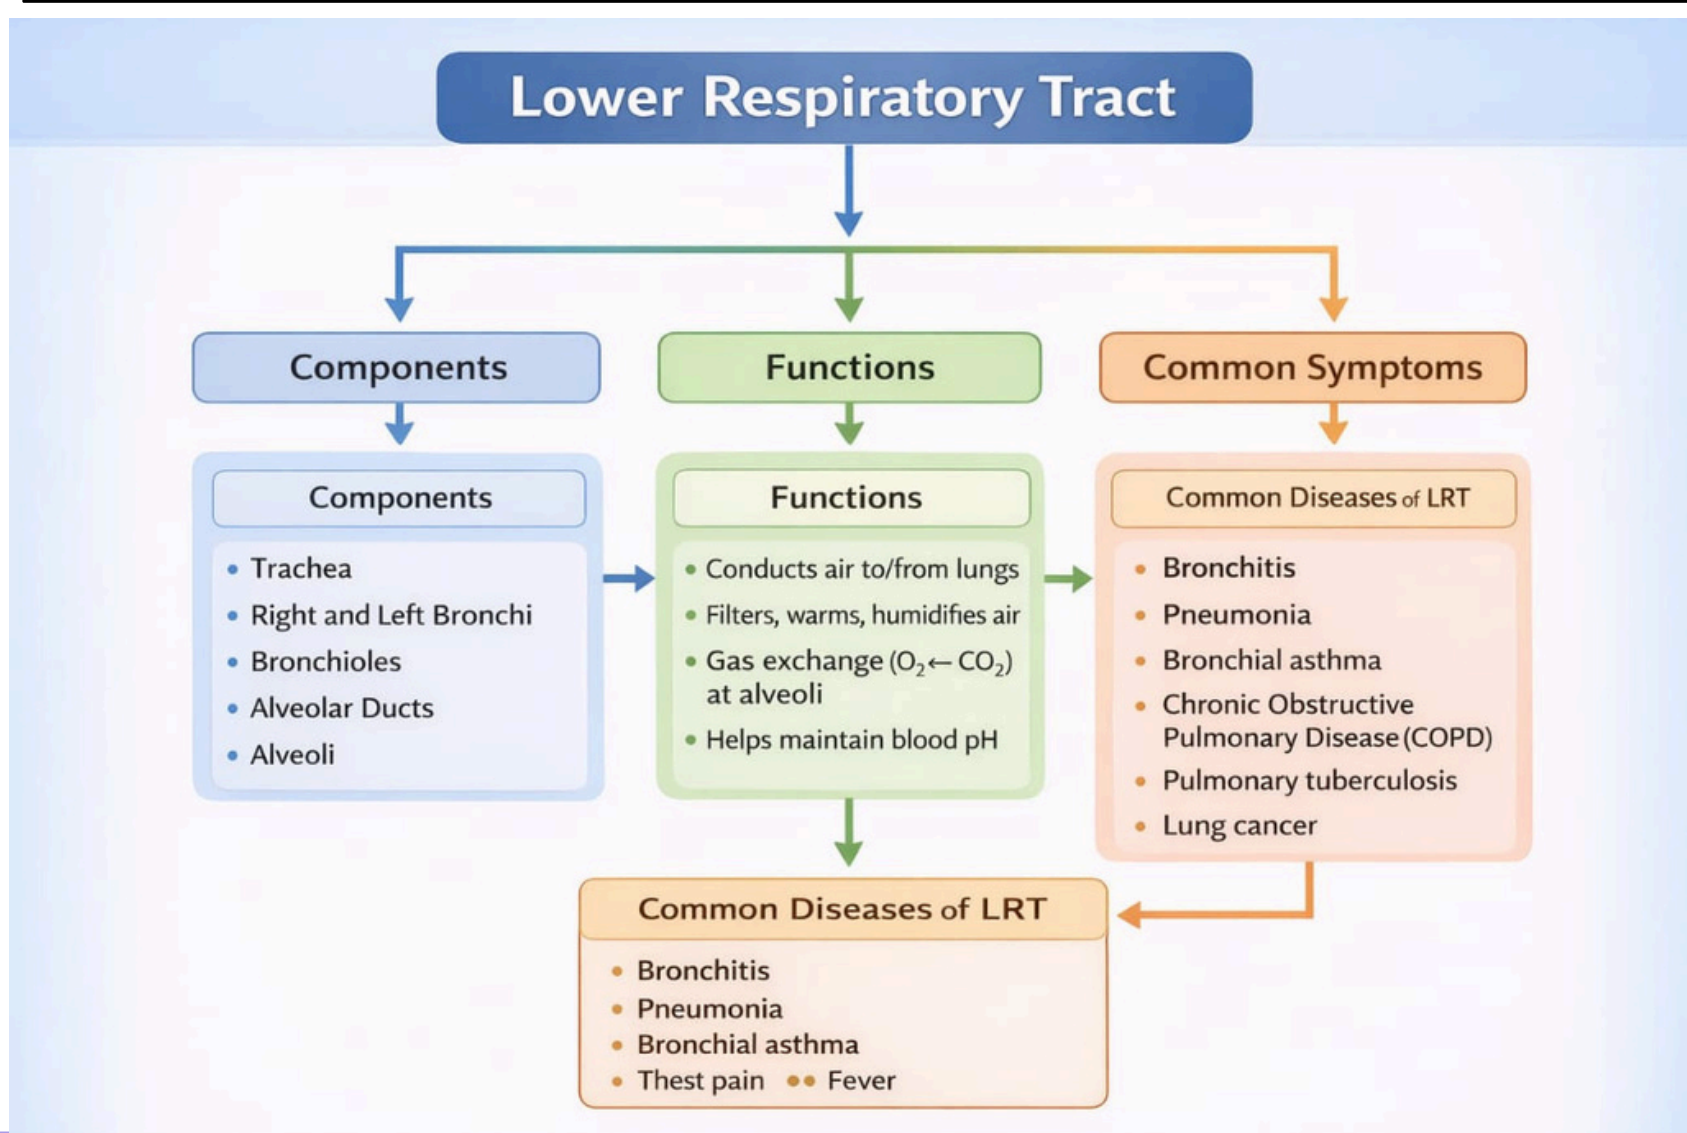 Lower Respiratory Tract
Components
Functions
Common Symptoms
Components
• Trachea
• Right and Left Bronchi
• Bronchioles
• Alveolar Ducts
• Alveoli
Functions
• Conducts air to/from lungs
• Filters, warms, humidifies air
• Gas exchange (O₂← CO₂)
at alveoli
• Helps maintain blood pH
Common Diseases of LRT
• Bronchitis
• Pneumonia
• Bronchial asthma
• Chronic Obstructive
Pulmonary Disease (COPD)
• Pulmonary tuberculosis
• Lung cancer
Common Diseases of LRT
• Bronchitis
• Pneumonia
• Bronchial asthma
• Thest pain •• Fever